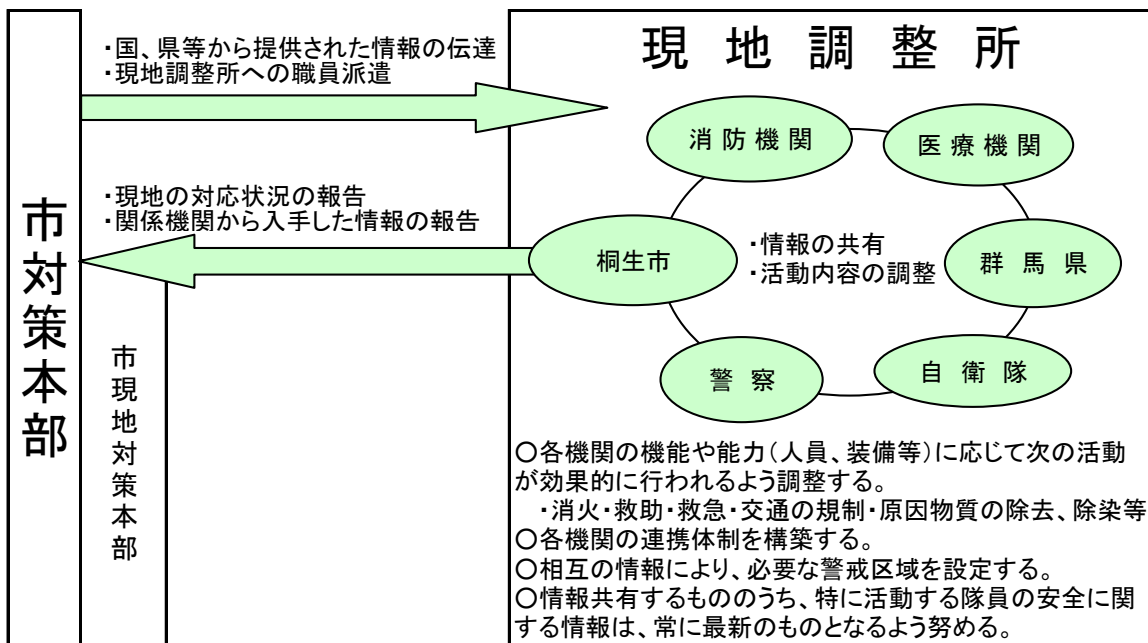 市対策本部
市現地対策本部
・国、県等から提供された情報の伝達
・現地調整所への職員派遣
・現地の対応状況の報告
・関係機関から入手した情報の報告
現地調整所
消防機関
医療機関
桐生市
・情報の共有
・活動内容の調整
群馬県
警察
自衛隊
○各機関の機能や能力(人員、装備等)に応じて次の活動
が効果的に行われるよう調整する。
・消火・救助・救急・交通の規制・原因物質の除去、除染等
○各機関の連携体制を構築する。
○相互の情報により、必要な警戒区域を設定する。
○情報共有するもののうち、特に活動する隊員の安全に関
する情報は、常に最新のものとなるよう努める。